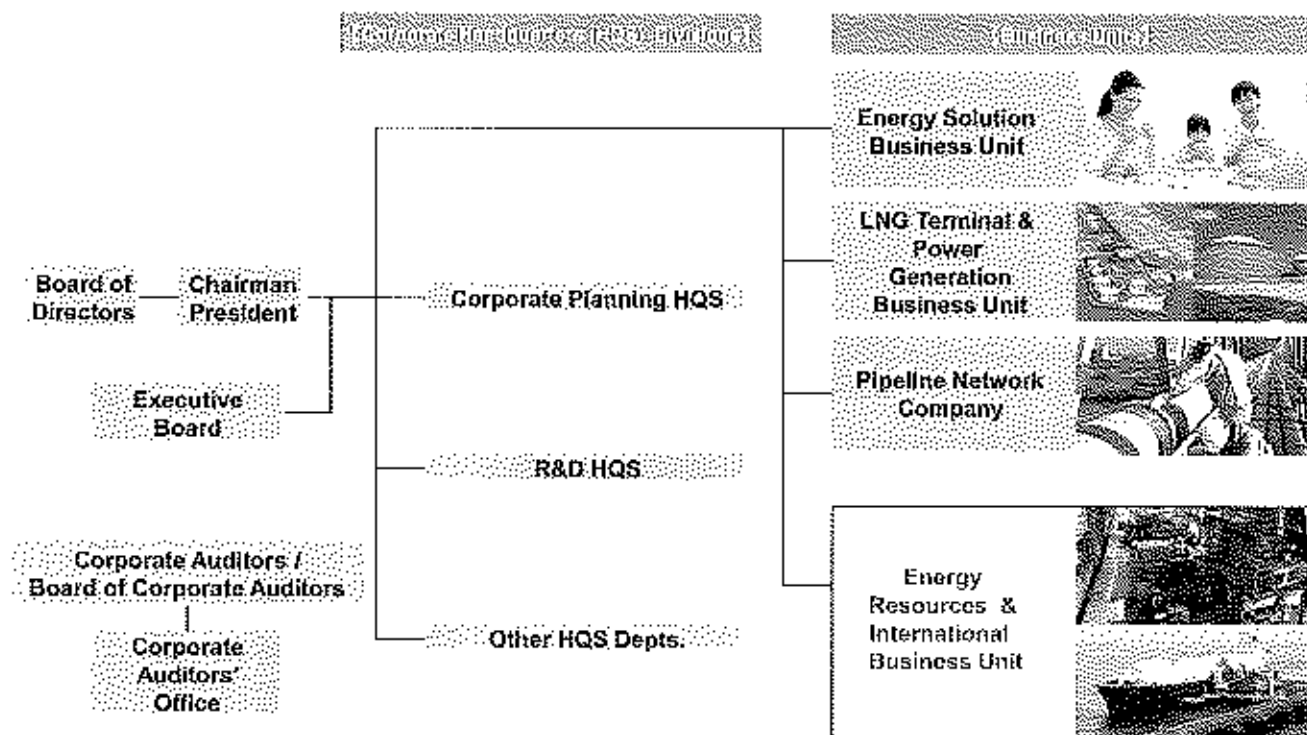 [Business Units]
Energy Solution
Business Unit
LNG Terminal &
Power
Generation
Business Unit
Board of
Directors
Chairman
President
Corporate Planning HQS
Pipeline Network
Company
Executive
Board
R&D HQS
Corporate Auditors /
Board of Corporate Auditors
Energy
Resources &
International
Business Unit
Other HQS Depts.
Corporate
Auditors'
Office